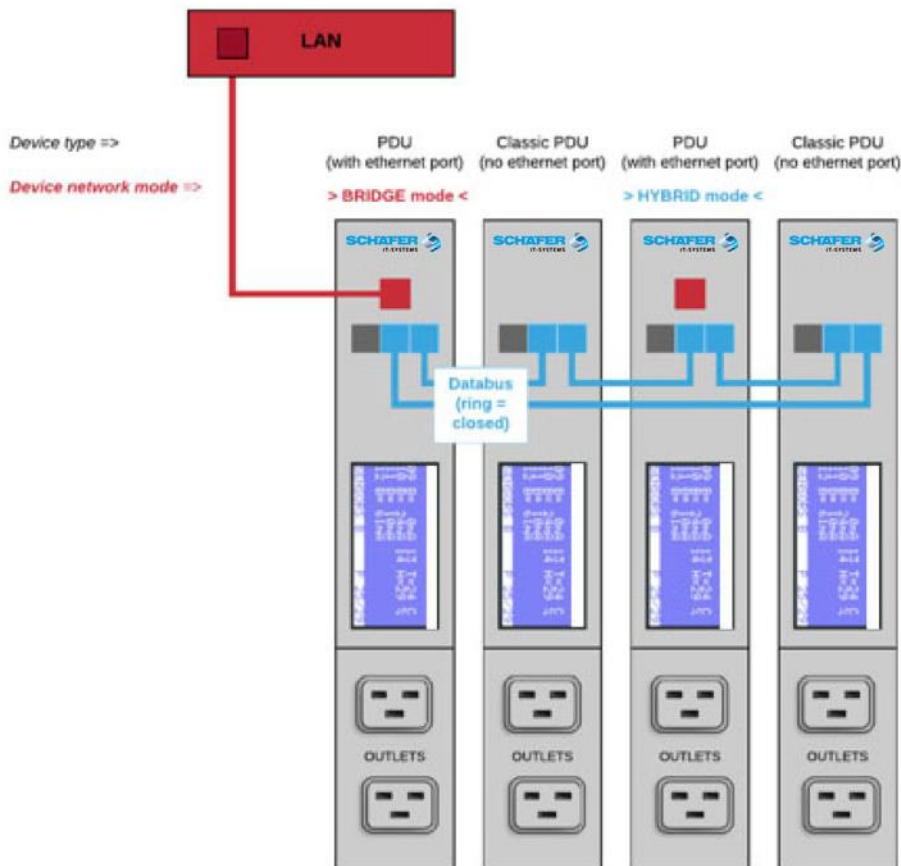 LAN
Device type =>
PDU
(with ethernet port)
Classic PDU
(no ethernet port)
PDU
(with ethernet port)
Classic PDU
(no ethernet port)
Device network mode =>
> BRIDGE mode <
> HYBRID mode <
SCHÄFER
IT-SYSTEMS
SCHÄFER
IT-SYSTEMS
SCHÄFER
IT-SYSTEMS
SCHÄFER
IT-SYSTEMS
Databus
(ring =
closed)
OUTLETS
OUTLETS
OUTLETS
OUTLETS